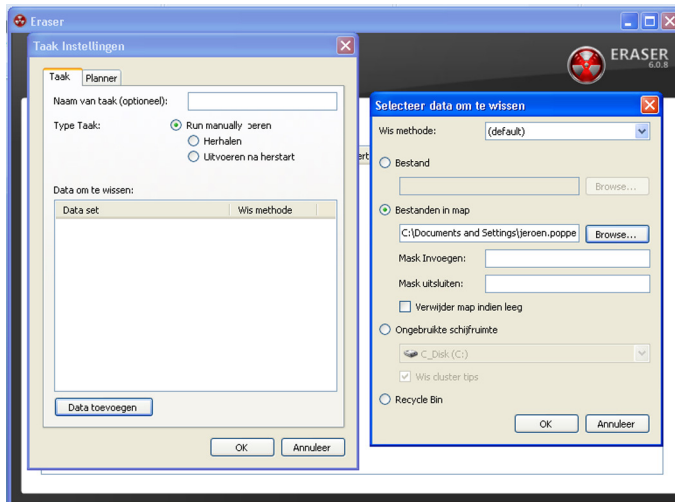 Eraser
ERASER
6.0.8
Taak Instellingen
Taak
Planner
Naam van taak (optioneel):
Type Taak:
Run manually
Herhalen
Uitvoeren na herstart
Data om te wissen:
Data set
Wis methode
Data toevoegen
OK
Annuleer
Selecteer data om te wissen
Wis methode:
(default)
Bestand
Browse...
Bestanden in map
C:\Documents and Settings\jeroen.poppe
Browse...
Mask Invoegen:
Mask uitsluiten:
Verwijder map indien leeg
Ongebruikte schijfruimte
C_Disk (C:)
Wis cluster tips
Recycle Bin
OK
Annuleer